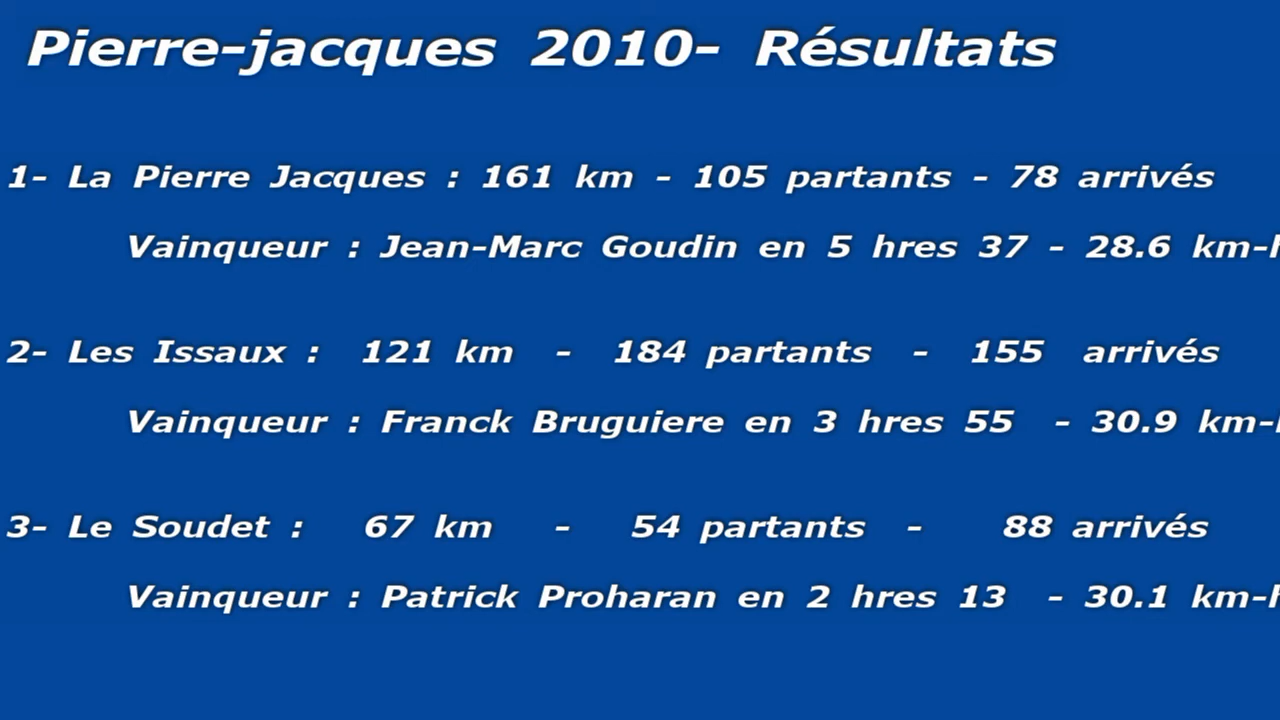 Pierre-jacques 2010- Résultats
1- La Pierre Jacques : 161 km - 105 partants - 78 arrivés
Vainqueur : Jean-Marc Goudin en 5 hres 37 - 28.6 km-h
2- Les Issaux : 121 km - 184 partants - 155 arrivés
Vainqueur : Franck Bruguiere en 3 hres 55 - 30.9 km-h
3- Le Soudet : 67 km - 54 partants - 88 arrivés
Vainqueur : Patrick Proharan en 2 hres 13 - 30.1 km-h